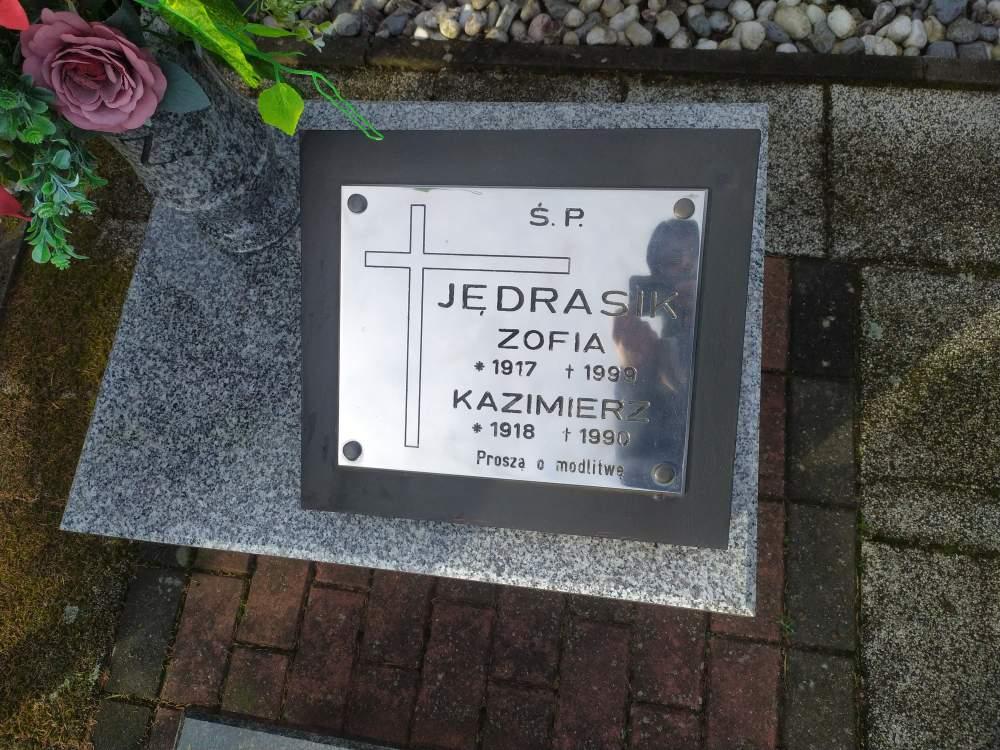 Ś. P.
JĘDRASIK
ZOFIA
* 1917 † 1999
KAZIMIERZ
* 1918 † 1990
Proszą o modlitwę